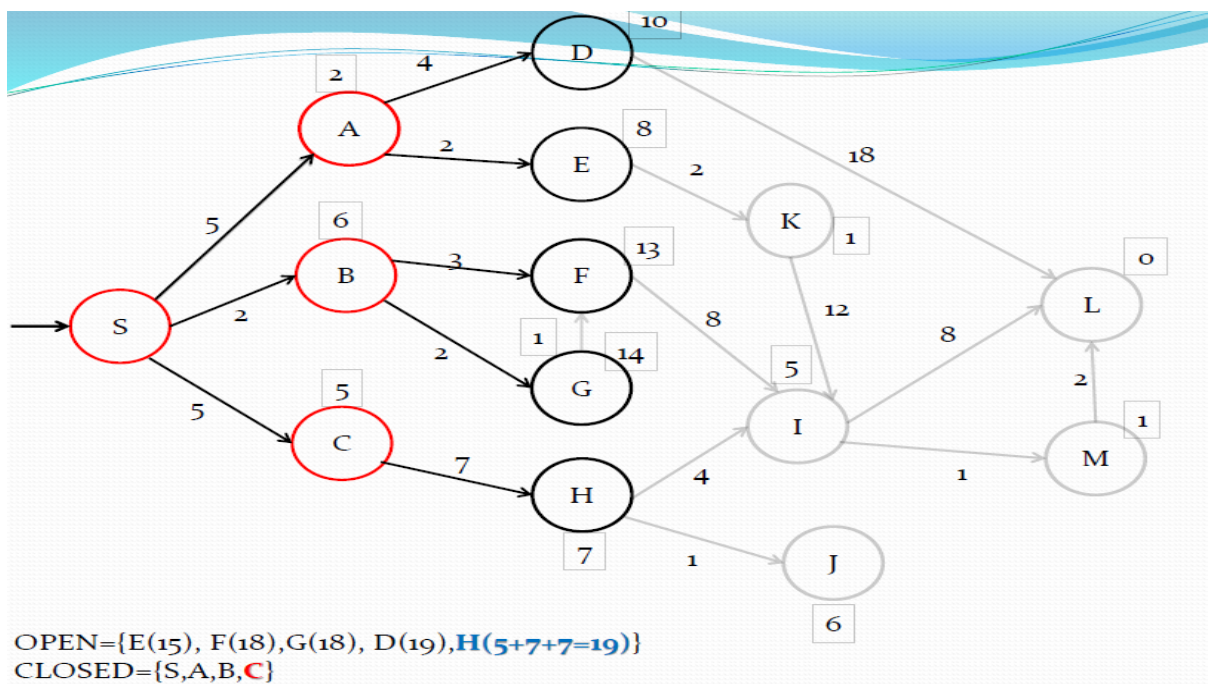 10
D
4
2
A
8
2
E
18
2
K
5
6
1
13
0
B
3
F
L
S
12
2
8
8
1
14
2
5
G
5
2
5
I
1
C
M
7
4
1
H
7
1
J
6
OPEN={E(15), F(18),G(18), D(19),H(5+7+7=19)}
CLOSED={S,A,B,C}